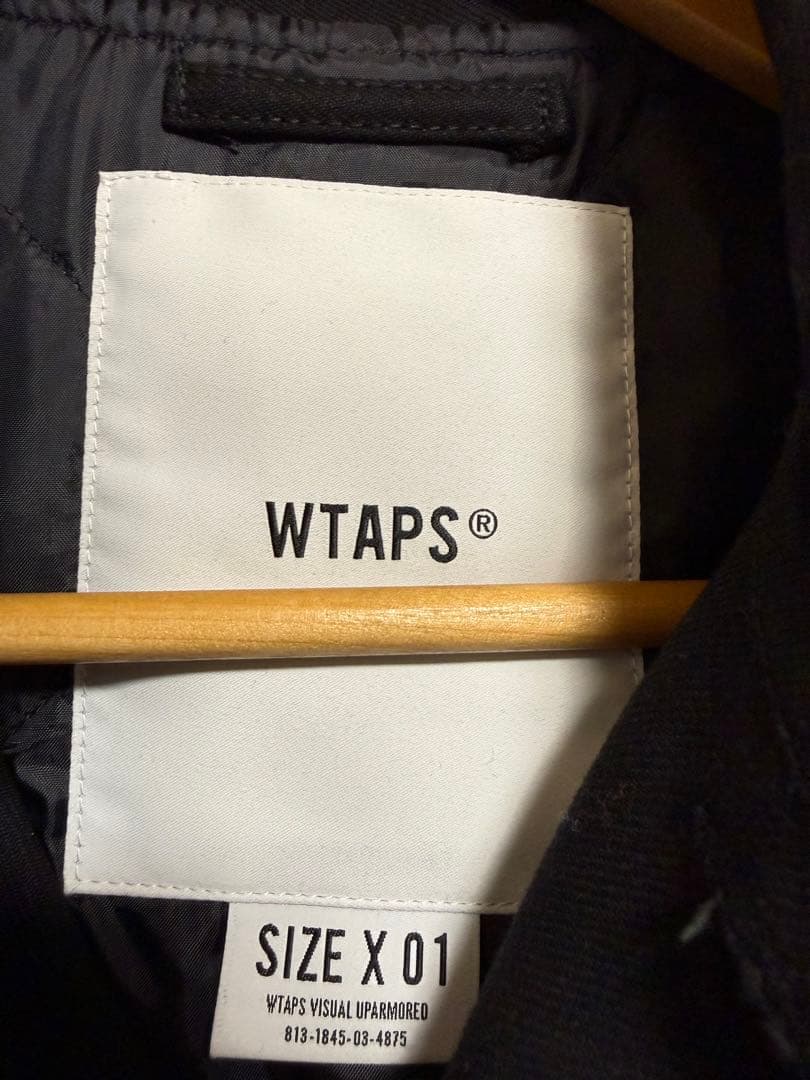 WTAPS®
SIZE X 01
WTAPS VISUAL UPARMORED
813-1845-03-4875